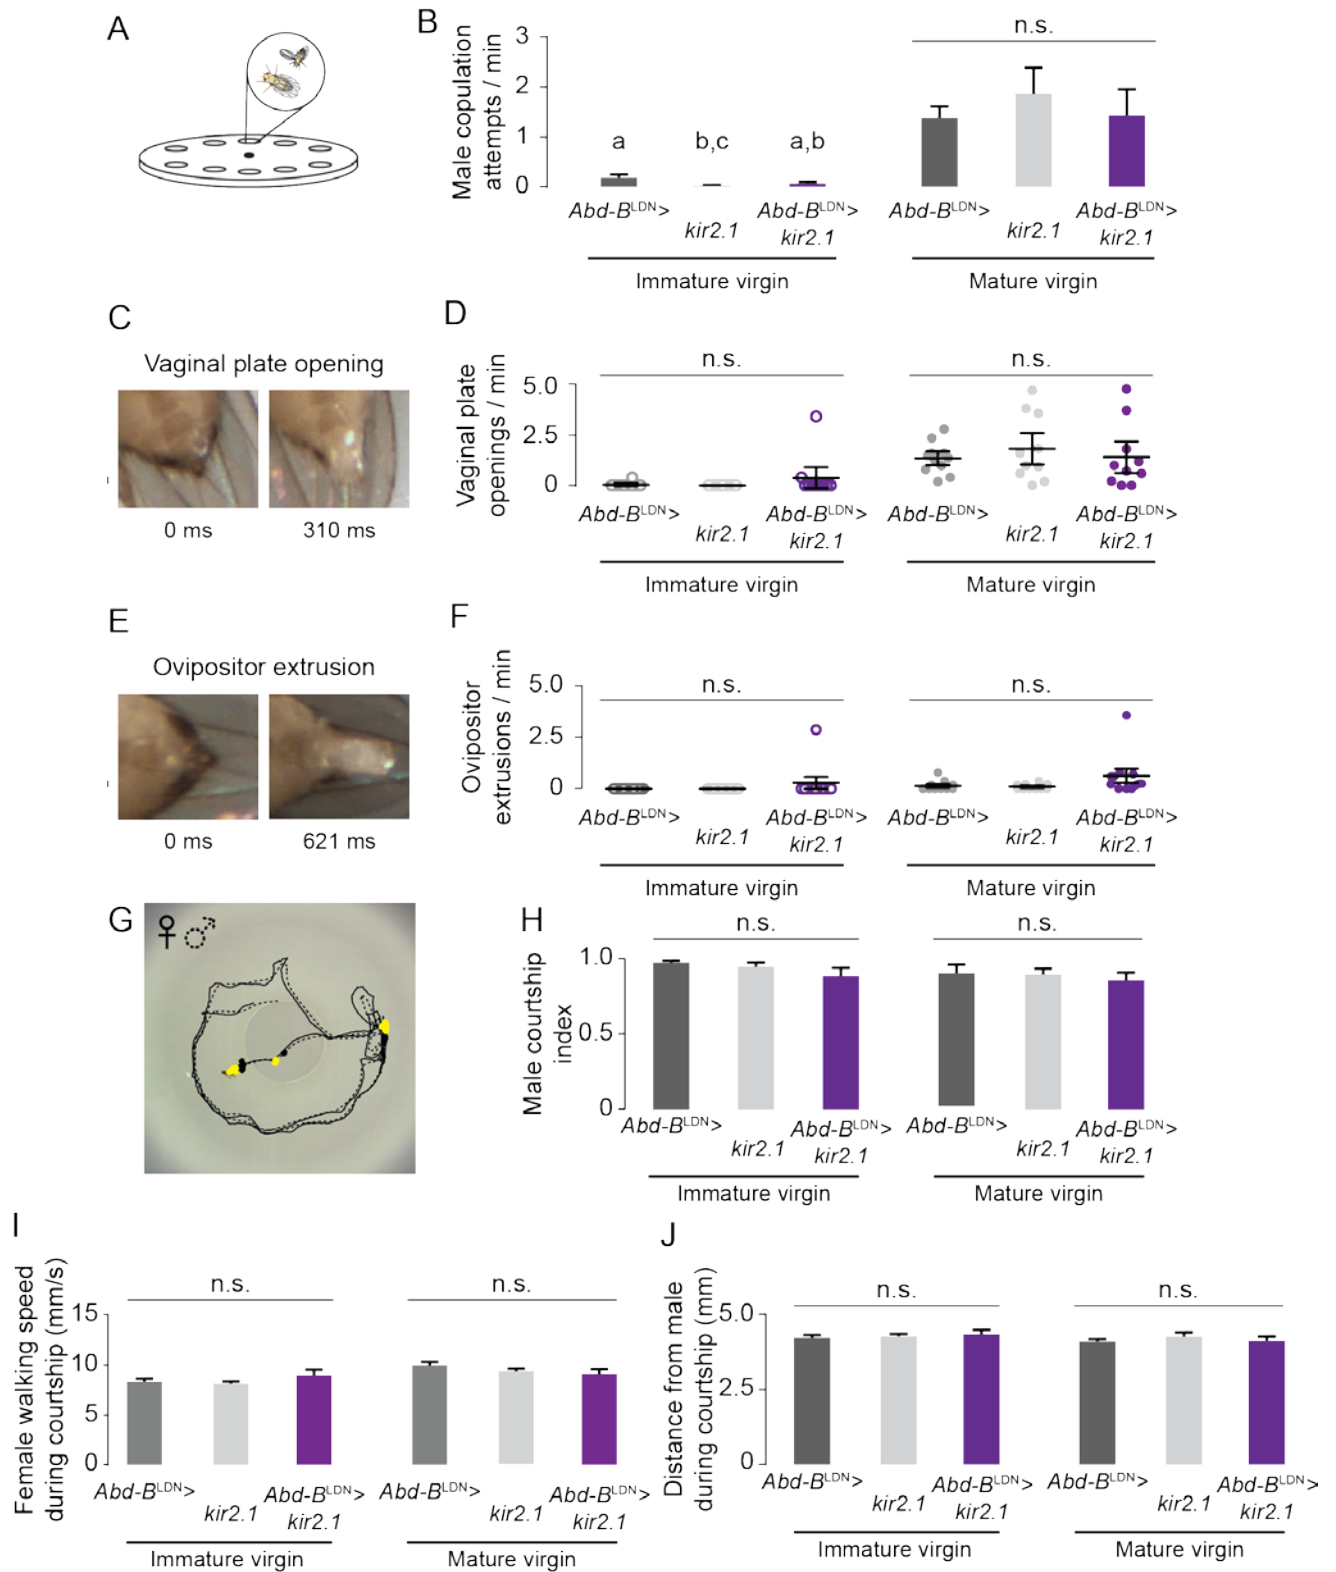 A
B
Male copulation
attempts / min
3
2
1
0
a
b,c
a,b
n.s.
Abd-BLDN>
kir2.1
Abd-BLDN>
kir2.1
Immature virgin
Abd-BLDN>
kir2.1
Abd-BLDN>
kir2.1
Mature virgin
C
Vaginal plate opening
0 ms
310 ms
D
Vaginal plate
openings / min
5.0
2.5
0
n.s.
n.s.
Abd-BLDN>
kir2.1
Abd-BLDN>
kir2.1
Immature virgin
Abd-BLDN>
kir2.1
Abd-BLDN>
kir2.1
Mature virgin
E
Ovipositor extrusion
0 ms
621 ms
F
Ovipositor
extrusions / min
5.0
2.5
0
n.s.
n.s.
Abd-BLDN>
kir2.1
Abd-BLDN>
kir2.1
Immature virgin
Abd-BLDN>
kir2.1
Abd-BLDN>
kir2.1
Mature virgin
G
♀♂
H
Male courtship
index
1.0
0.5
0
n.s.
n.s.
Abd-BLDN>
kir2.1
Abd-BLDN>
kir2.1
Immature virgin
Abd-BLDN>
kir2.1
Abd-BLDN>
kir2.1
Mature virgin
I
Female walking speed
during courtship (mm/s)
15
10
5
0
n.s.
n.s.
Abd-BLDN>
kir2.1
Abd-BLDN>
kir2.1
Immature virgin
Abd-BLDN>
kir2.1
Abd-BLDN>
kir2.1
Mature virgin
J
Distance from male
during courtship (mm)
5.0
2.5
0
n.s.
n.s.
Abd-BLDN>
kir2.1
Abd-BLDN>
kir2.1
Immature virgin
Abd-BLDN>
kir2.1
Abd-BLDN>
kir2.1
Mature virgin